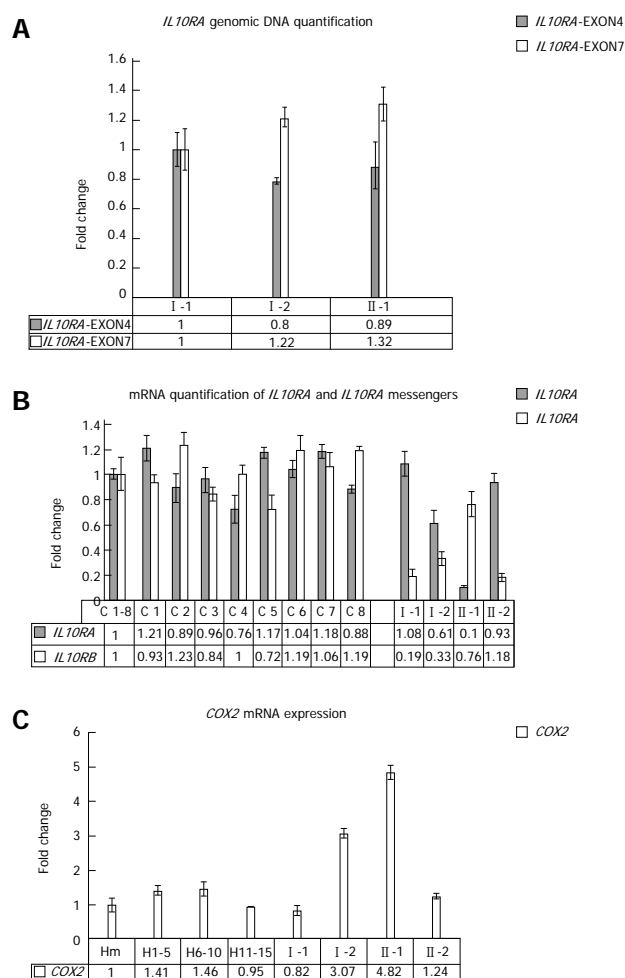 A
IL10RA genomic DNA quantification
IL10RA-EXON4
IL10RA-EXON7
Fold change
1.6
1.4
1.2
1
0.8
0.6
0.4
0.2
0
I-1 I-2 II-1
IL10RA-EXON4 1 0.8 0.89
IL10RA-EXON7 1 1.22 1.32
B
mRNA quantification of IL10RA and IL10RA messengers
IL10RA
IL10RA
Fold change
1.4
1.2
1
0.8
0.6
0.4
0.2
0
C 1-8 C 1 C 2 C 3 C 4 C 5 C 6 C 7 C 8 I-1 I-2 II-1 II-2
IL10RA 1 1.21 0.89 0.96 0.76 1.17 1.04 1.18 0.88 1.08 0.61 0.1 0.93
IL10RB 1 0.93 1.23 0.84 1 0.72 1.19 1.06 1.19 0.19 0.33 0.76 1.18
C
COX2 mRNA expression
COX2
Fold change
6
5
4
3
2
1
0
Hm H1-5 H6-10 H11-15 I-1 I-2 II-1 II-2
COX2 1 1.41 1.46 0.95 0.82 3.07 4.82 1.24